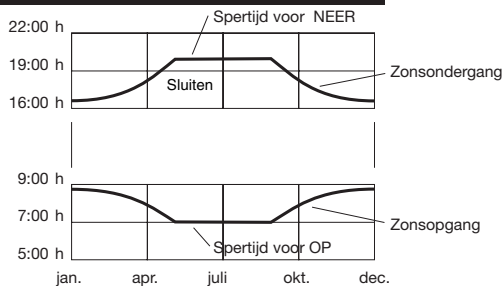 Spertijd voor NEER
22:00 h
19:00 h
Zonsondergang
Sluiten
16:00 h
9:00 h
7:00 h
Zonsopgang
Spertijd voor OP
5:00 h
jan. apr. juli okt. dec.